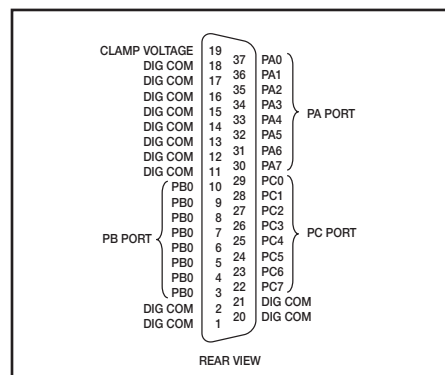 CLAMP VOLTAGE 19
DIG COM 18 37 PA0
DIG COM 17 36 PA1
DIG COM 16 35 PA2
DIG COM 15 34 PA3
DIG COM 14 33 PA4
DIG COM 13 32 PA5
DIG COM 12 31 PA6
DIG COM 11 30 PA7
PA PORT
PB0 10 29 PC0
PB0 9 28 PC1
PB0 8 27 PC2
PB0 7 26 PC3
PB0 6 25 PC4
PB0 5 24 PC5
PB0 4 23 PC6
PB0 3 22 PC7
PB PORT
PC PORT
DIG COM 2 21 DIG COM
DIG COM 1 20 DIG COM
REAR VIEW